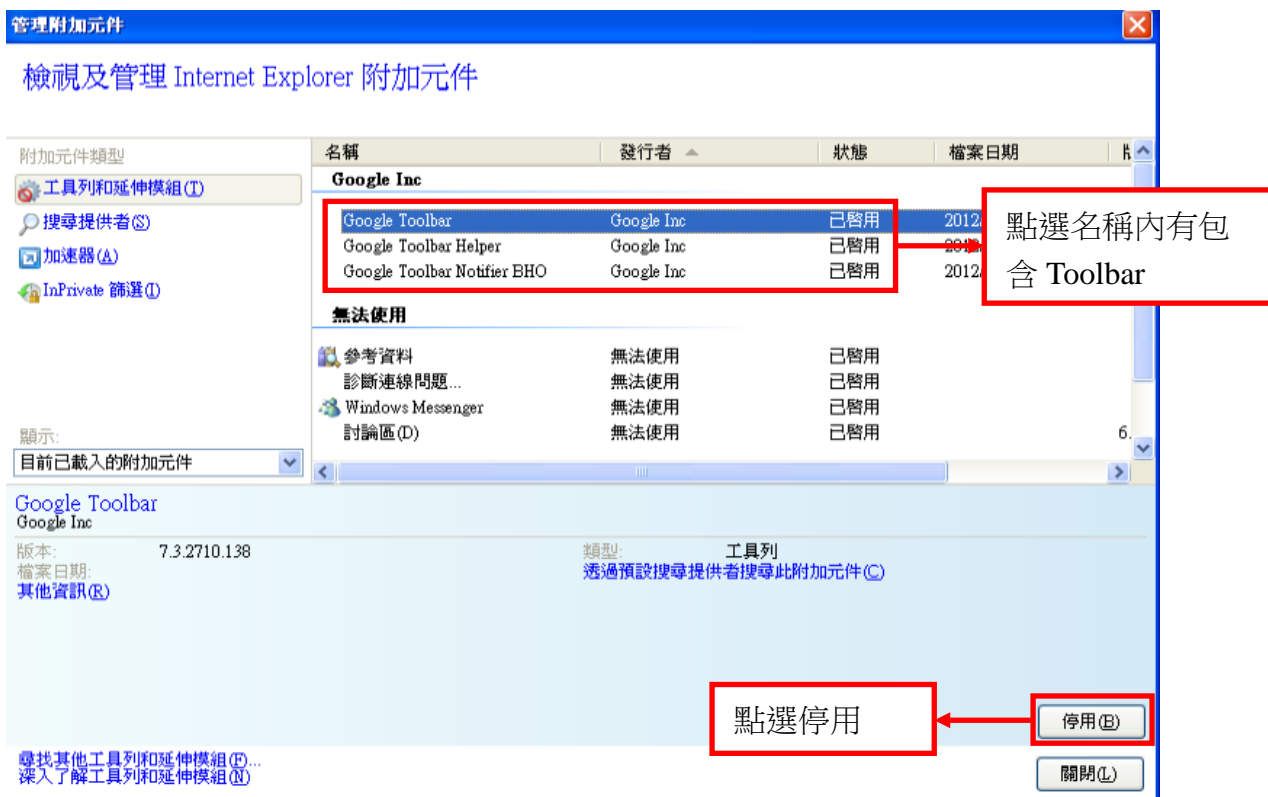 管理附加元件
檢視及管理 Internet Explorer 附加元件
附加元件類型
工具列和延伸模組(T)
搜尋提供者(S)
加速器(A)
InPrivate 篩選(I)
顯示:
目前已載入的附加元件
名稱 發行者 狀態 檔案日期
Google Inc
Google Toolbar Google Inc 已啓用 2012
Google Toolbar Helper Google Inc 已啓用
Google Toolbar Notifier BHO Google Inc 已啓用 2012
無法使用
參考資料 無法使用 已啓用
診斷連線問題... 無法使用 已啓用
Windows Messenger 無法使用 已啓用
討論區(D) 無法使用 已啓用 6.
點選名稱內有包
含 Toolbar
Google Toolbar
Google Inc
版本: 7.3.2710.138 類型: 工具列
檔案日期: 透過預設搜尋提供者搜尋此附加元件(C)
其他資訊(R)
點選停用
停用(B)
尋找其他工具列和延伸模組(F)...
深入了解工具列和延伸模組(N)
關閉(L)